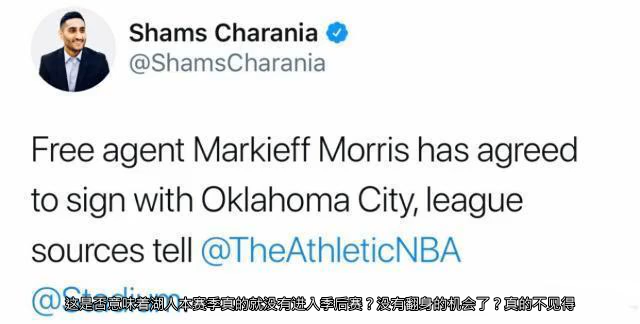 Shams Charania
@ShamsCharania
Free agent Markieff Morris has agreed
to sign with Oklahoma City, league
sources tell @TheAthleticNBA
@Stadium
这是否意味着湖人本赛季真的就没有进入季后赛？没有翻身的机会了？真的不见得